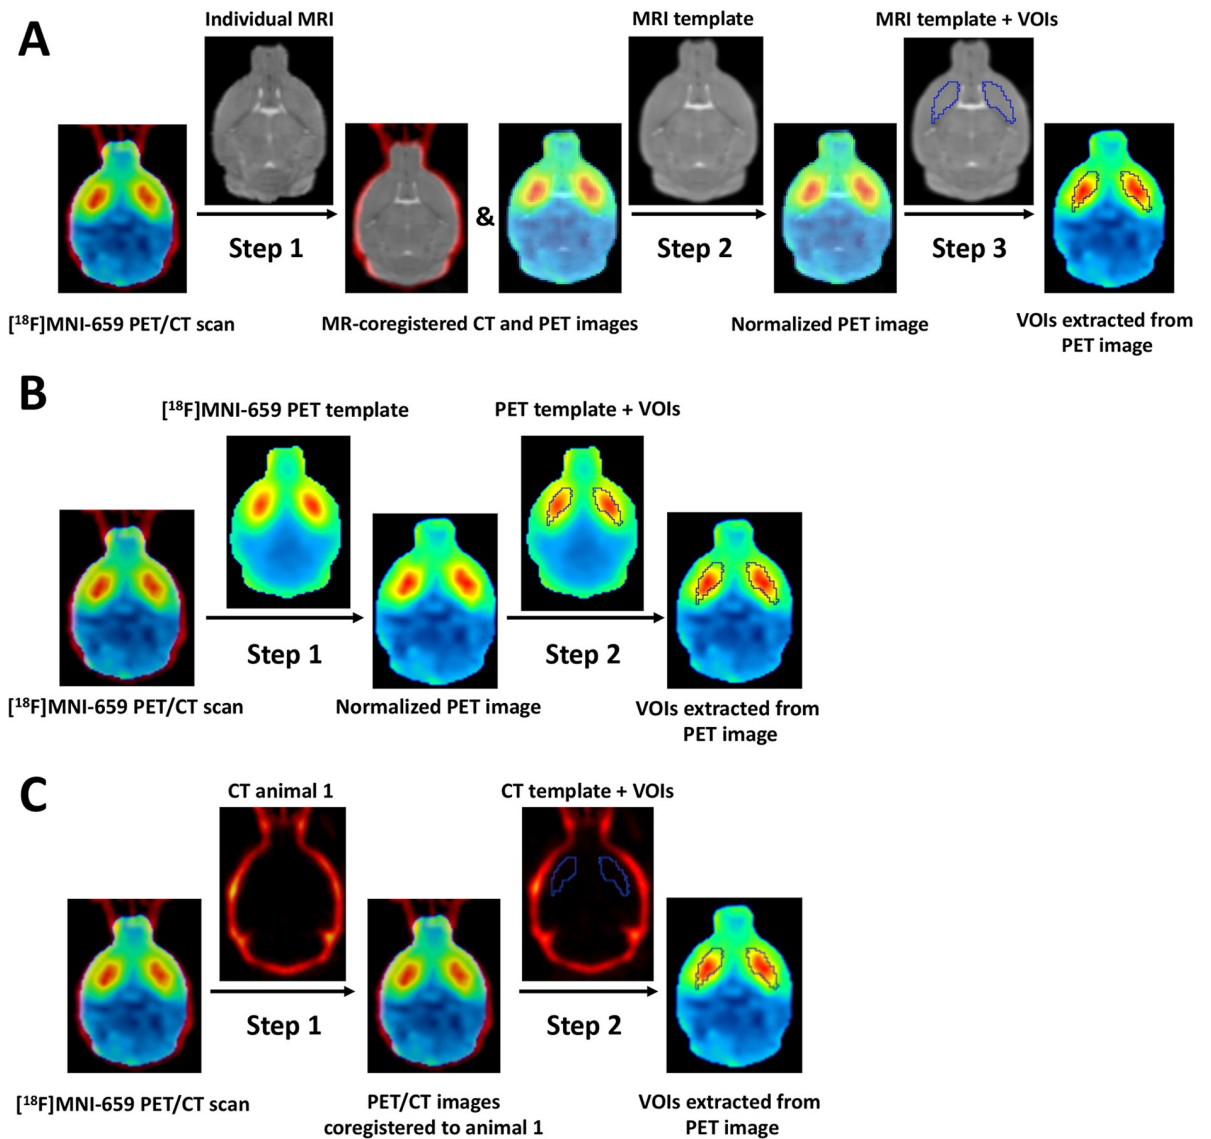 A
Individual MRI
MRI template
MRI template + VOIs
&
Step 1
Step 2
Step 3
[¹⁸F]MNI-659 PET/CT scan
MR-coregistered CT and PET images
Normalized PET image
VOIs extracted from
PET image
B
[¹⁸F]MNI-659 PET template
PET template + VOIs
Step 1
Step 2
[¹⁸F]MNI-659 PET/CT scan
Normalized PET image
VOIs extracted from
PET image
C
CT animal 1
CT template + VOIs
Step 1
Step 2
[¹⁸F]MNI-659 PET/CT scan
PET/CT images
coregistered to animal 1
VOIs extracted from
PET image